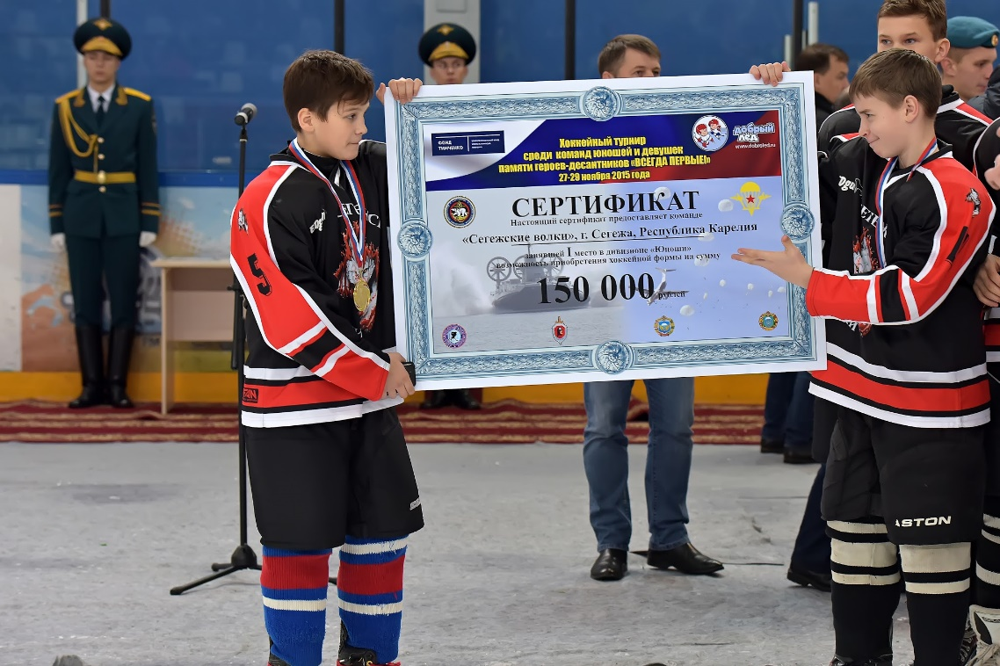 ФОНД
ТИМЧЕНКО
Хоккейный турнир
среди команд юношей и девушек
памяти героев-десантников «ВСЕГДА ПЕРВЫЕ!»
27-29 ноября 2015 года
добрый
лёд
www.dobroled.ru
СЕРТИФИКАТ
Настоящий сертификат предоставляет команде
«Сегежские волки», г. Сегежа, Республика Карелия
занявшей I место в дивизионе «Юноши»
возможность приобретения хоккейной формы на сумму
150 000 рублей
5
ASTON